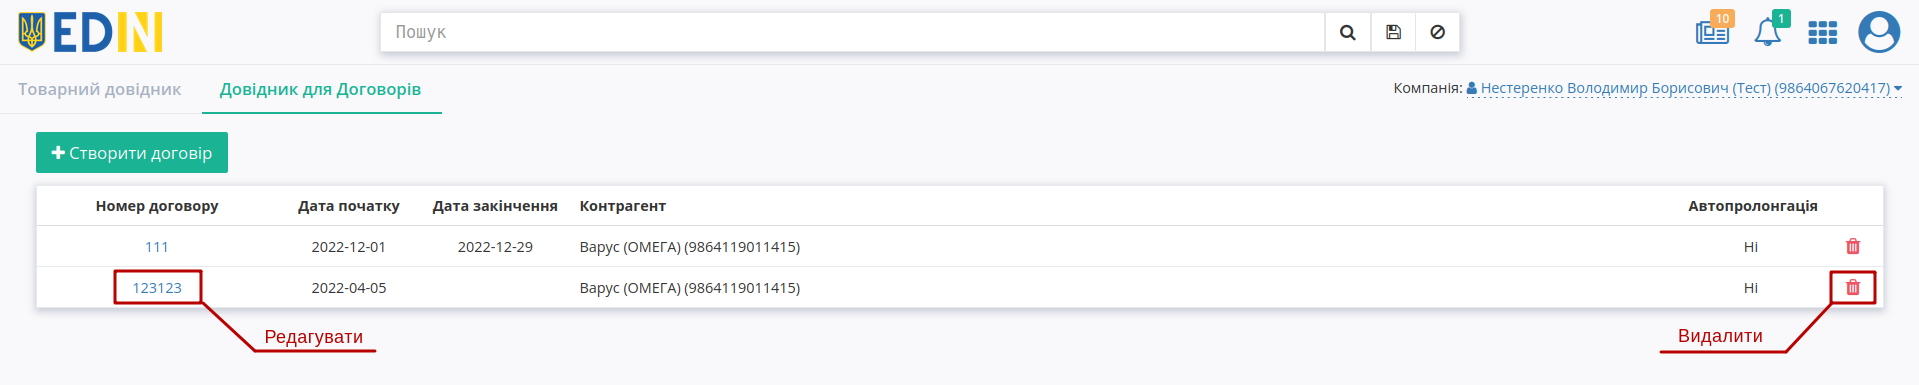 EDIN
Пошук
10
1
Товарний довідник
Довідник для Договорів
Компанія: Нестеренко Володимир Борисович (Тест) (9864067620417)
Створити договір
Номер договору Дата початку Дата закінчення Контрагент Автопролонгація
111 2022-12-01 2022-12-29 Варус (ОМЕГА) (9864119011415) Ні
123123 2022-04-05 Варус (ОМЕГА) (9864119011415) Ні
Редагувати
Видалити